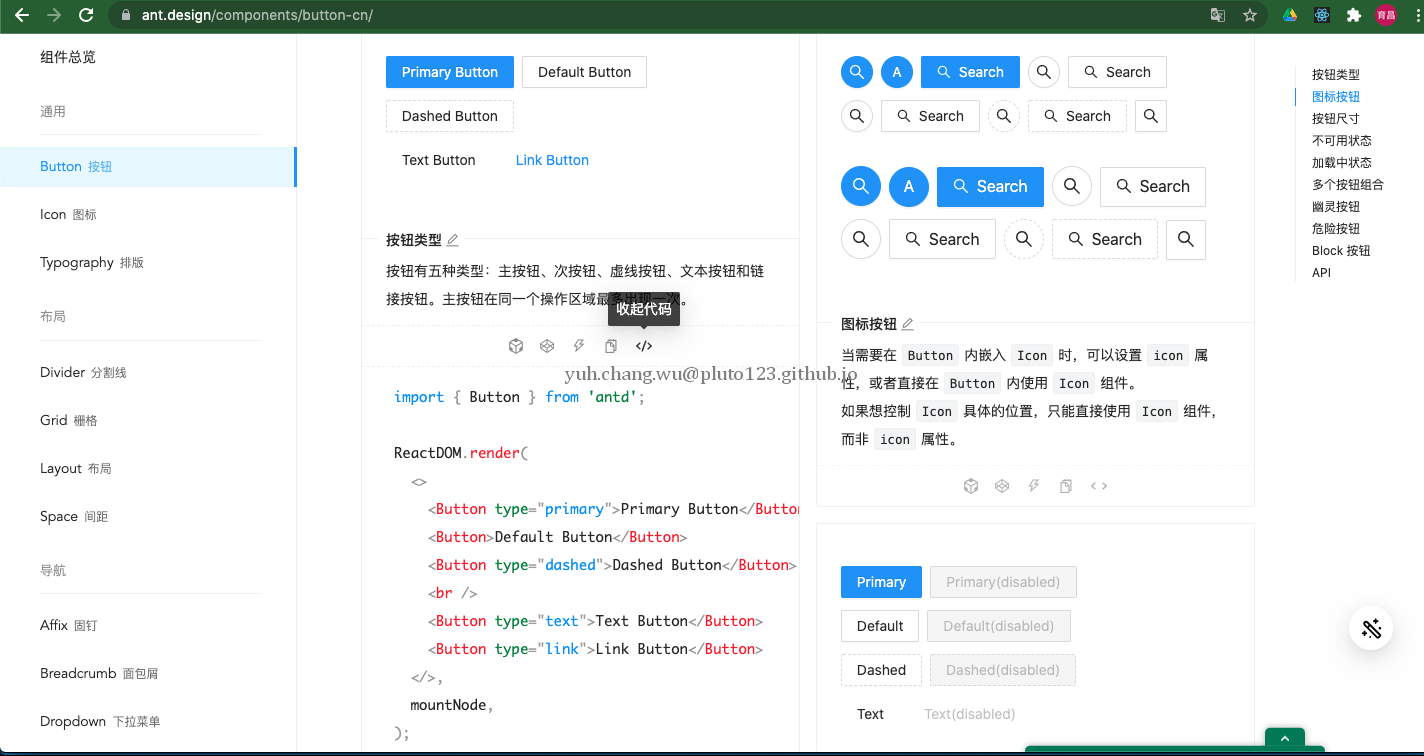 ant.design/components/button-cn/
育昌
组件总览
通用
Button 按钮
Icon 图标
Typography 排版
布局
Divider 分割线
Grid 栅格
Layout 布局
Space 间距
导航
Affix 固钉
Breadcrumb 面包屑
Dropdown 下拉菜单
Primary Button
Default Button
Dashed Button
Text Button
Link Button
按钮类型
按钮有五种类型：主按钮、次按钮、虚线按钮、文本按钮和链
接按钮。主按钮在同一个操作区域最多出现一次。
收起代码
yuh.chang.wu@pluto123.github.io
import { Button } from 'antd';
ReactDOM.render(
<>
<Button type="primary">Primary Button</Button
<Button>Default Button</Button>
<Button type="dashed">Dashed Button</Button>
<br />
<Button type="text">Text Button</Button>
<Button type="link">Link Button</Button>
</>,
mountNode,
);
A Search Search
Search Search
A Search Search
Search Search
图标按钮
当需要在 Button 内嵌入 Icon 时，可以设置 icon 属
性，或者直接在 Button 内使用 Icon 组件。
如果想控制 Icon 具体的位置，只能直接使用 Icon 组件，
而非 icon 属性。
Primary Primary(disabled)
Default Default(disabled)
Dashed Dashed(disabled)
Text Text(disabled)
按钮类型
图标按钮
按钮尺寸
不可用状态
加载中状态
多个按钮组合
幽灵按钮
危险按钮
Block 按钮
API